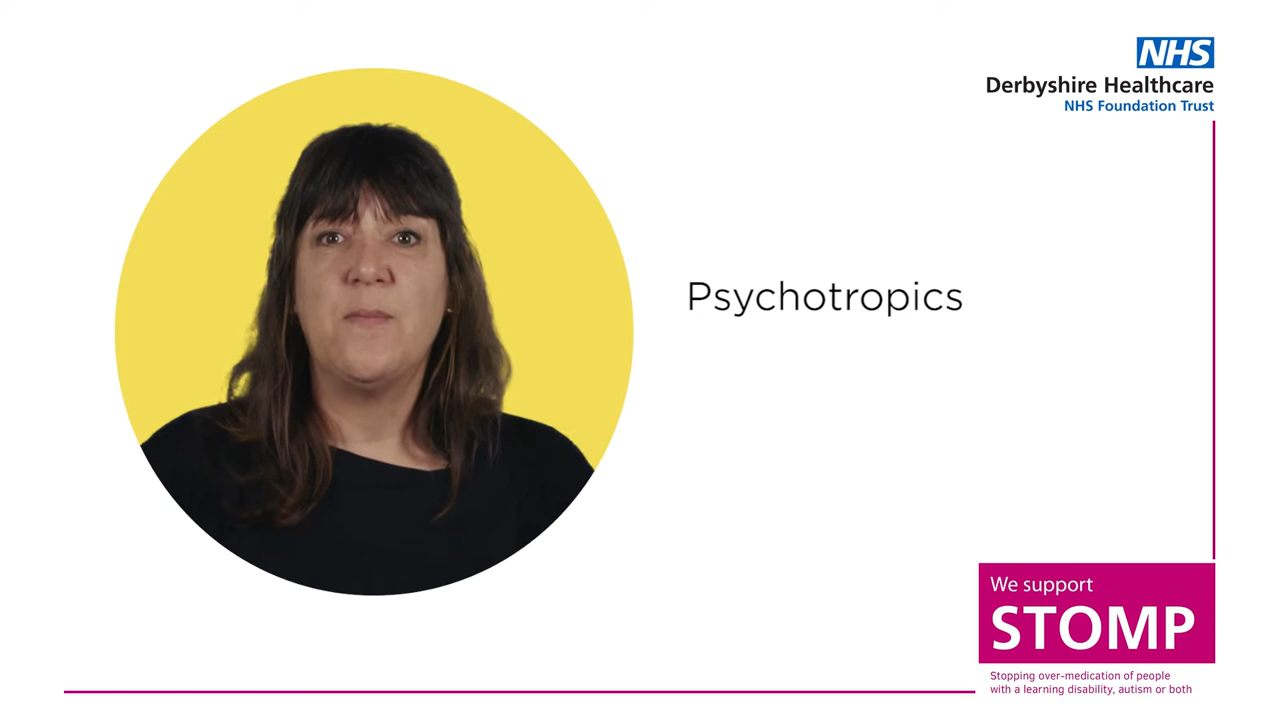 NHS
Derbyshire Healthcare
NHS Foundation Trust
Psychotropics
We support
STOMP
Stopping over-medication of people
with a learning disability, autism or both